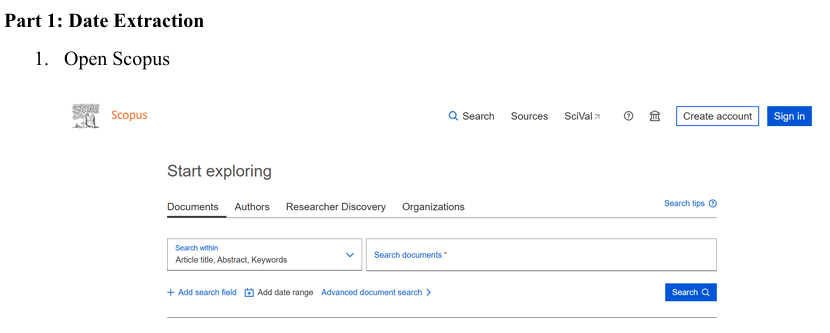 Part 1: Date Extraction
1. Open Scopus
Scopus Search Sources SciVal Create account Sign in
Start exploring
Documents Authors Researcher Discovery Organizations Search tips
Search within
Article title, Abstract, Keywords
Search documents *
+ Add search field Add date range Advanced document search > Search